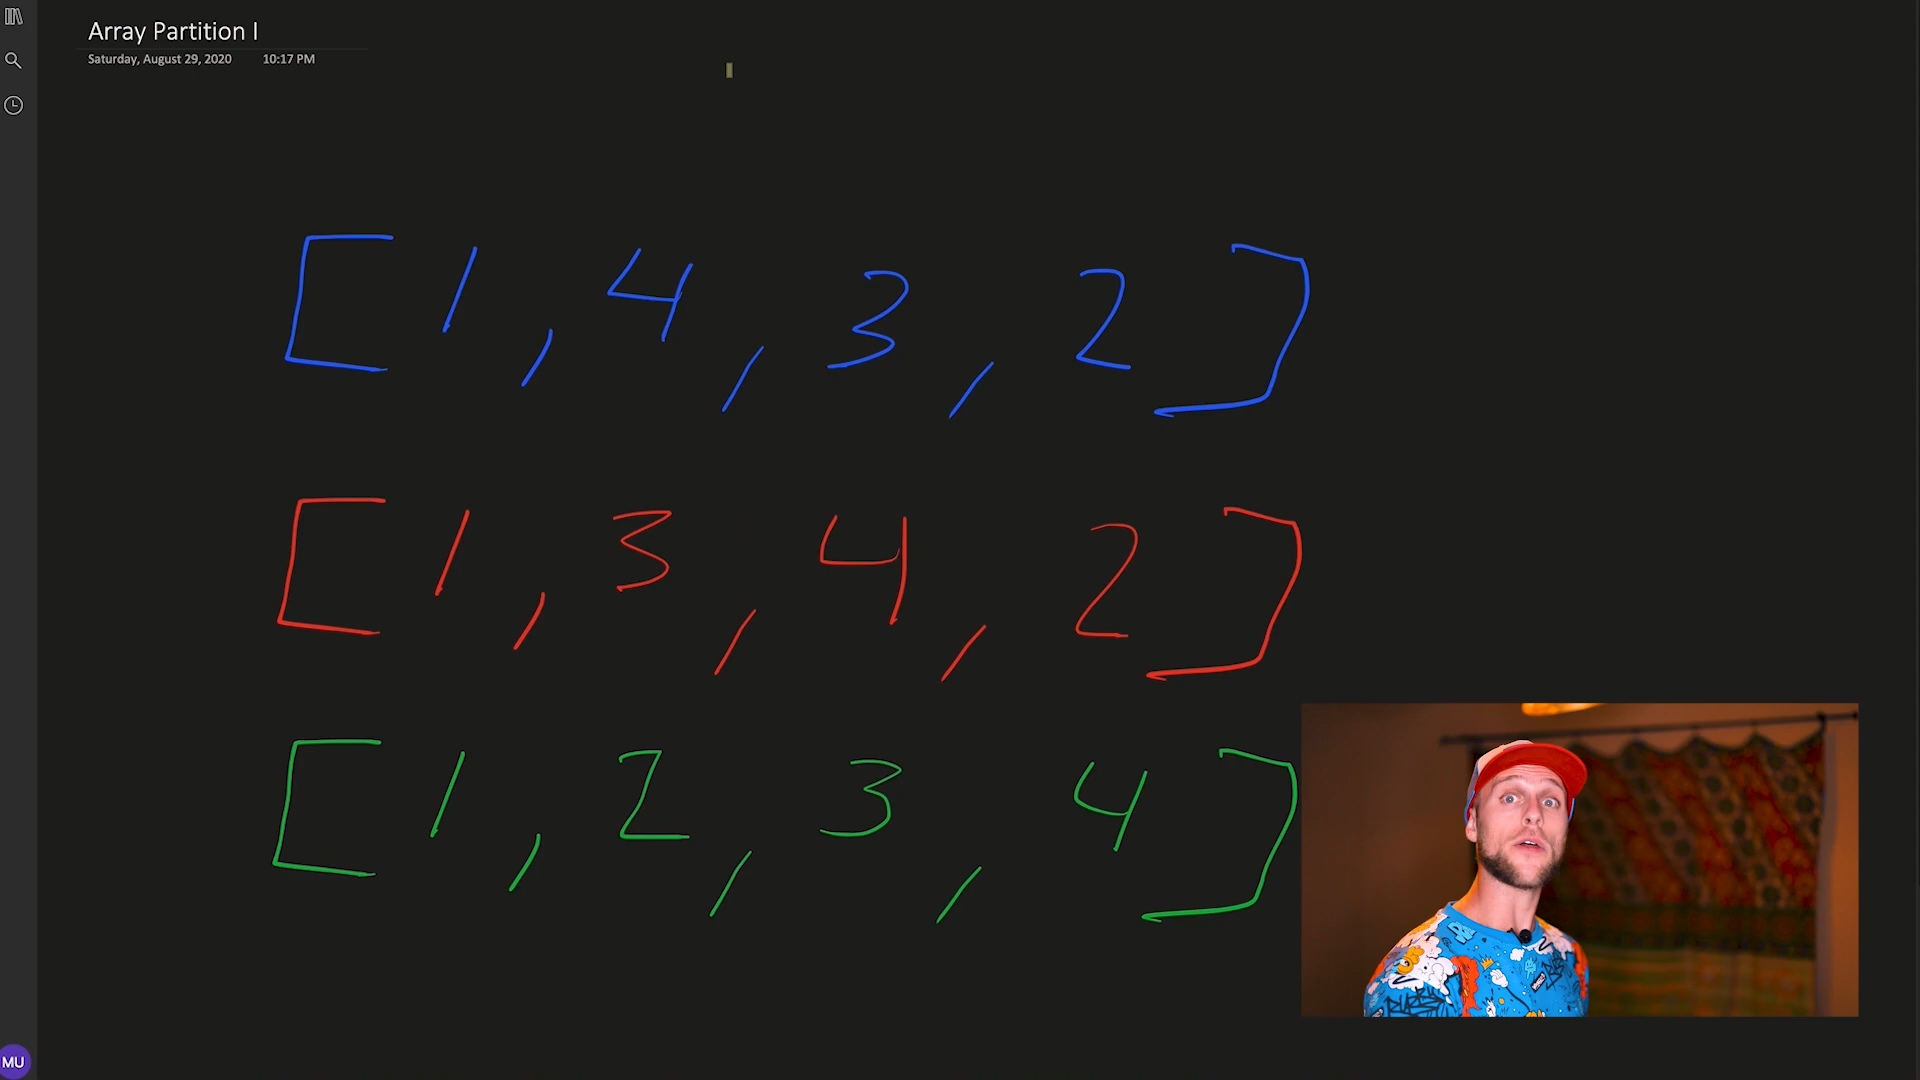 Array Partition I
Saturday, August 29, 2020 10:17 PM
[1, 4, 3, 2]
[1, 3, 4, 2]
[1, 2, 3, 4]
MU